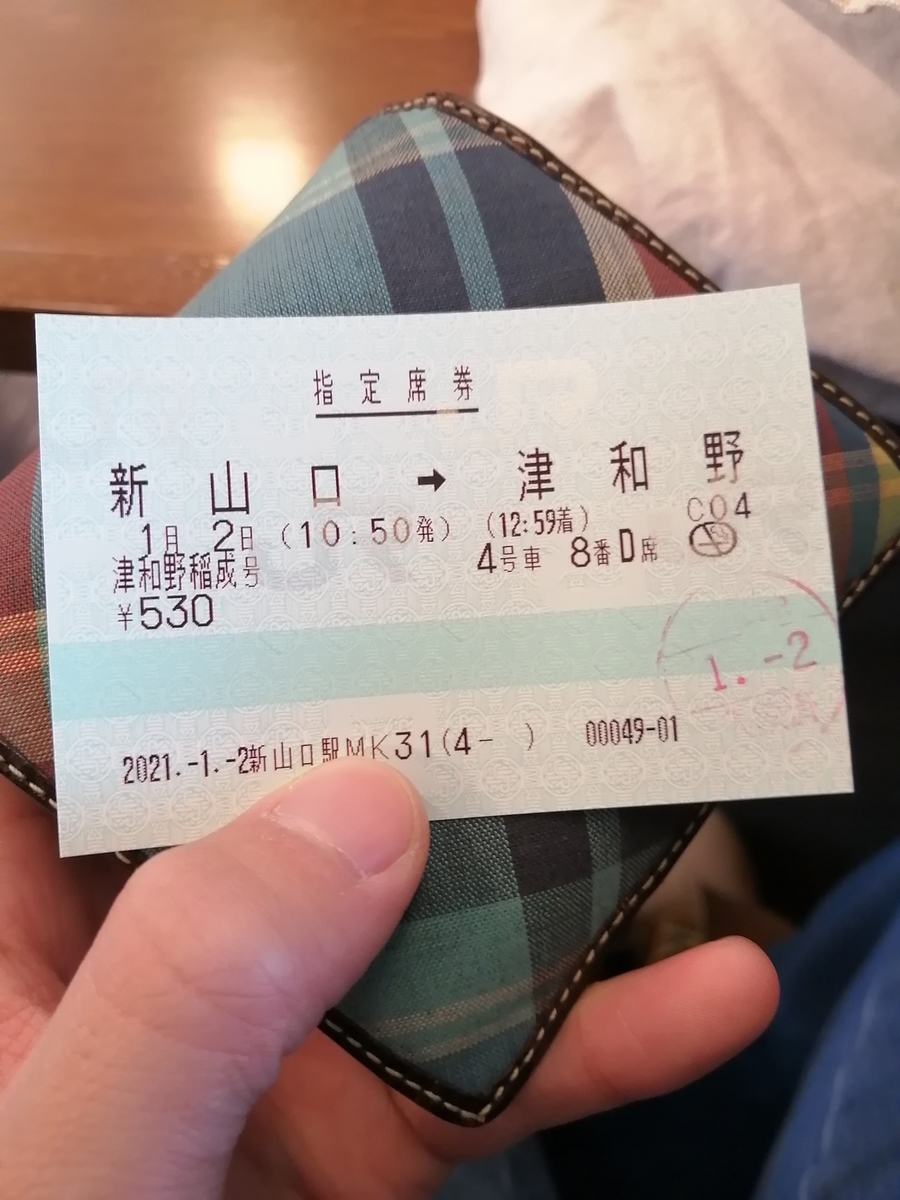 指定席券
新山口 → 津和野
1月 2日 (10:50発) (12:59着) C04
津和野稲成号 4号車 8番D席
¥530
1.-2
2021.-1.-2新山口駅MK31(4- ) 00049-01